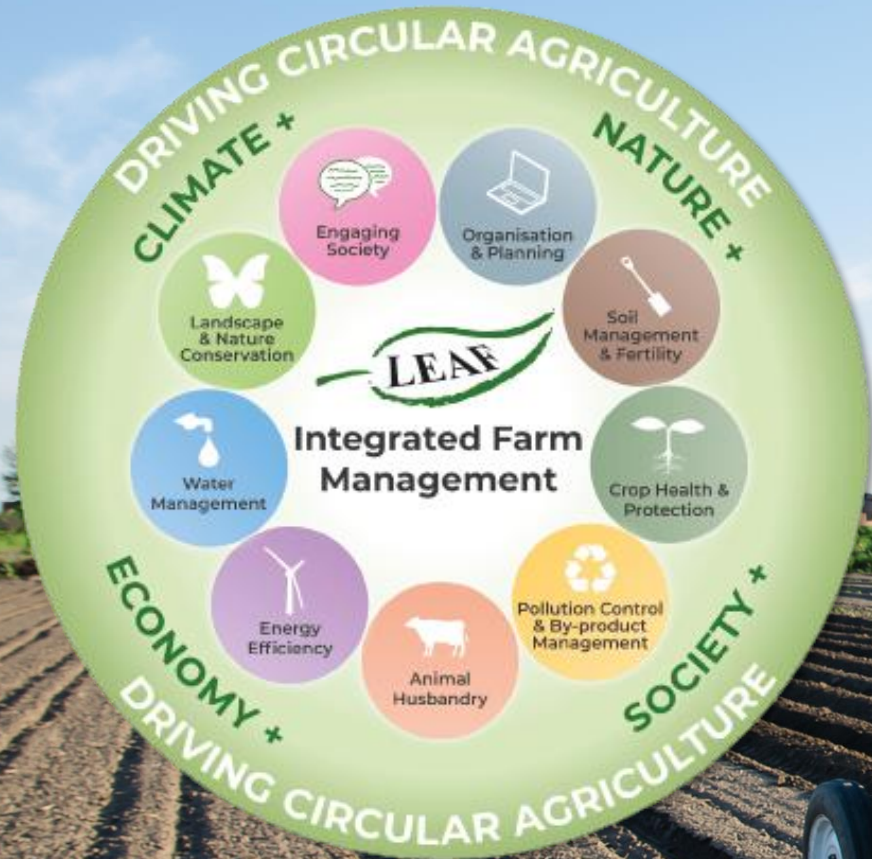 DRIVING CIRCULAR AGRICULTURE
CLIMATE +
NATURE +
Engaging
Society
Organisation
& Planning
Landscape
& Nature
Conservation
Soil
Management
& Fertility
LEAF
Integrated Farm
Management
Water
Management
Crop Health &
Protection
Energy
Efficiency
Pollution Control
& By-product
Management
Animal
Husbandry
ECONOMY +
SOCIETY +
DRIVING CIRCULAR AGRICULTURE